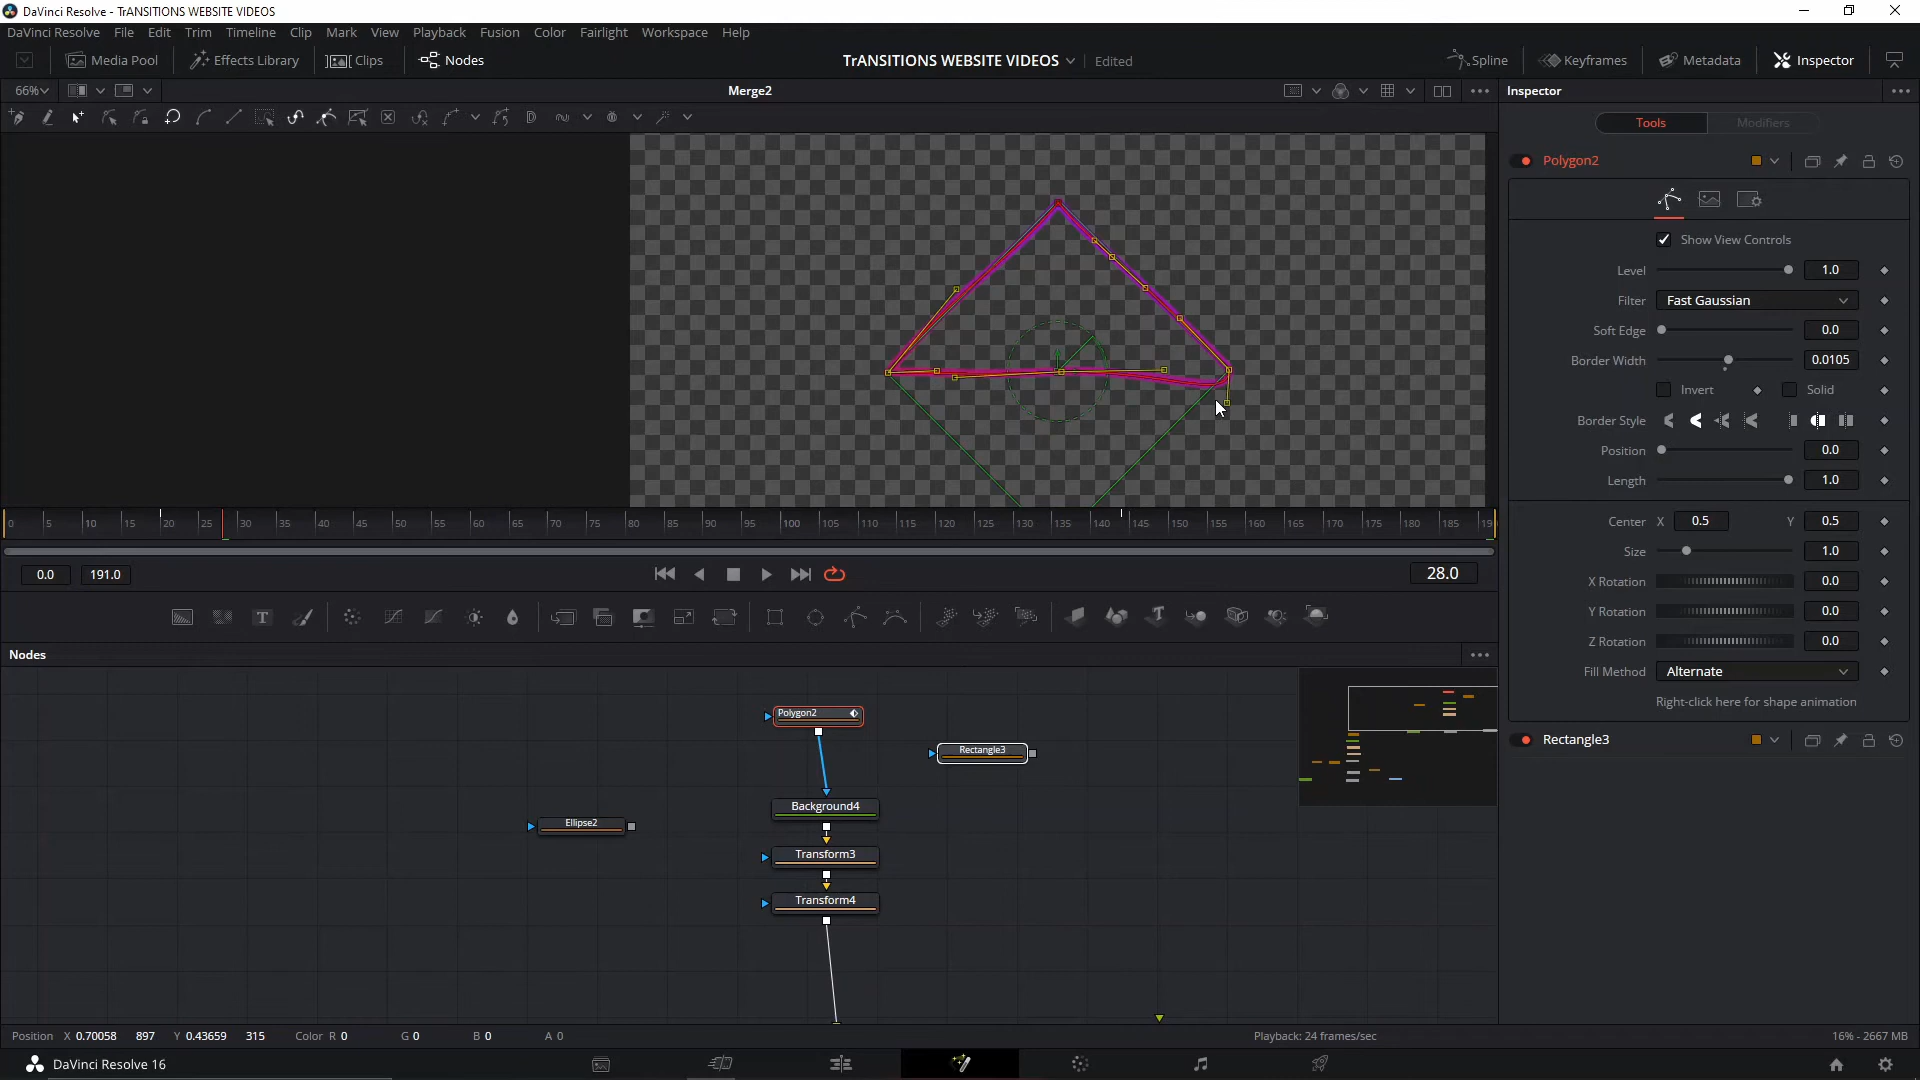 DaVinci Resolve - TrANSITIONS WEBSITE VIDEOS
DaVinci Resolve File Edit Trim Timeline Clip Mark View Playback Fusion Color Fairlight Workspace Help
Media Pool Effects Library Clips Nodes TrANSITIONS WEBSITE VIDEOS Edited Spline Keyframes Metadata Inspector
66% Merge2 Inspector
Tools Modifiers
Polygon2
Show View Controls
Level 1.0
Filter Fast Gaussian
Soft Edge 0.0
Border Width 0.0105
Invert Solid
Border Style
Position 0.0
Length 1.0
0 5 10 15 20 25 30 35 40 45 50 55 60 65 70 75 80 85 90 95 100 105 110 115 120 125 130 135 140 145 150 155 160 165 170 175 180 185 190
Center X 0.5 Y 0.5
Size 1.0
0.0 191.0 28.0
X Rotation 0.0
Y Rotation 0.0
Z Rotation 0.0
Nodes
Fill Method Alternate
Right-click here for shape animation
Polygon2
Rectangle3
Rectangle3
Background4
Ellipse2
Transform3
Transform4
Position X 0.70058 897 Y 0.43659 315 Color R 0 G 0 B 0 A 0 Playback: 24 frames/sec 16% - 2667 MB
DaVinci Resolve 16